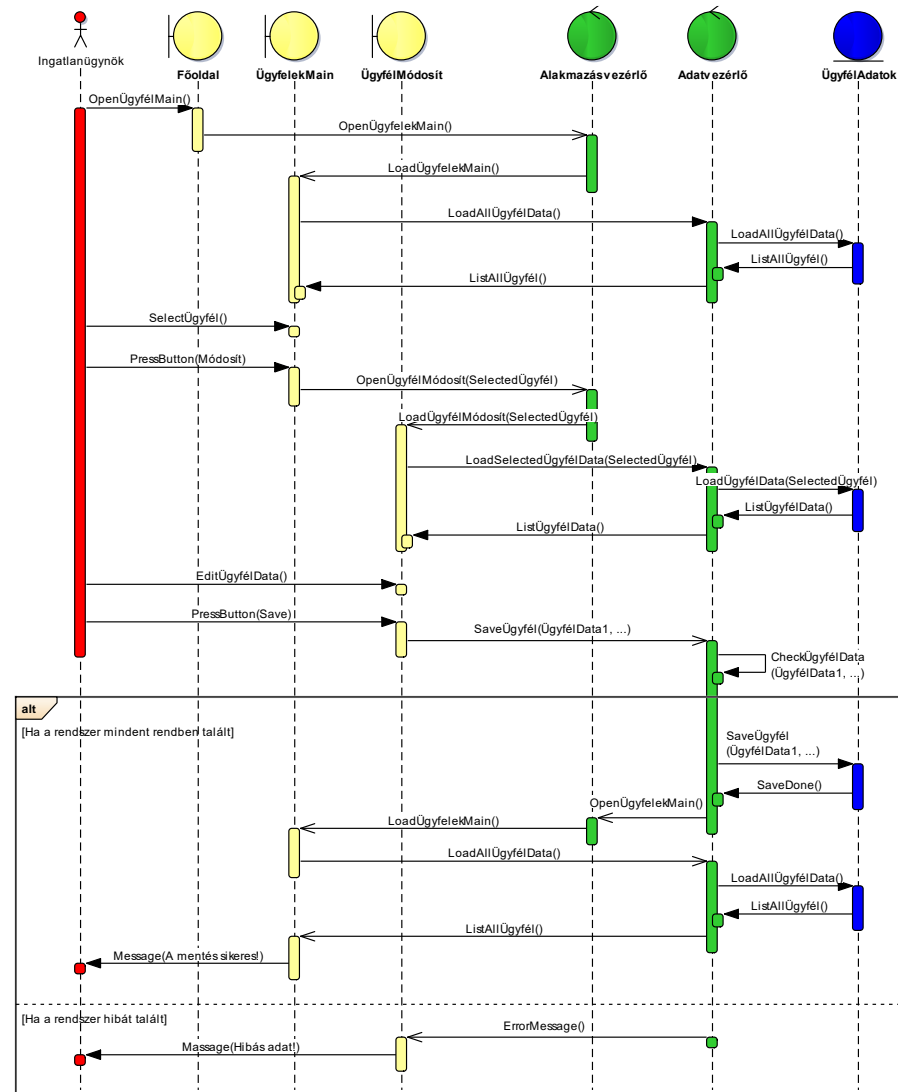 Ingatlanügynök
Főoldal
ÜgyfelekMain
ÜgyfélMódosít
Alakmazásvezérlő
Adatvezérlő
ÜgyfélAdatok
OpenÜgyfélMain()
OpenÜgyfelekMain()
LoadÜgyfelekMain()
LoadAllÜgyfélData()
LoadAllÜgyfélData()
ListAllÜgyfél()
ListAllÜgyfél()
SelectÜgyfél()
PressButton(Módosít)
OpenÜgyfélMódosít(SelectedÜgyfél)
LoadÜgyfélMódosít(SelectedÜgyfél)
LoadSelectedÜgyfélData(SelectedÜgyfél)
LoadÜgyfélData(SelectedÜgyfél)
ListÜgyfélData()
ListÜgyfélData()
EditÜgyfélData()
PressButton(Save)
SaveÜgyfél(ÜgyfélData1, ...)
CheckÜgyfélData
(ÜgyfélData1, ...)
alt
[Ha a rendszer mindent rendben talált]
SaveÜgyfél
(ÜgyfélData1, ...)
SaveDone()
OpenÜgyfelekMain()
LoadÜgyfelekMain()
LoadAllÜgyfélData()
LoadAllÜgyfélData()
ListAllÜgyfél()
ListAllÜgyfél()
Message(A mentés sikeres!)
[Ha a rendszer hibát talált]
ErrorMessage()
Massage(Hibás adat!)